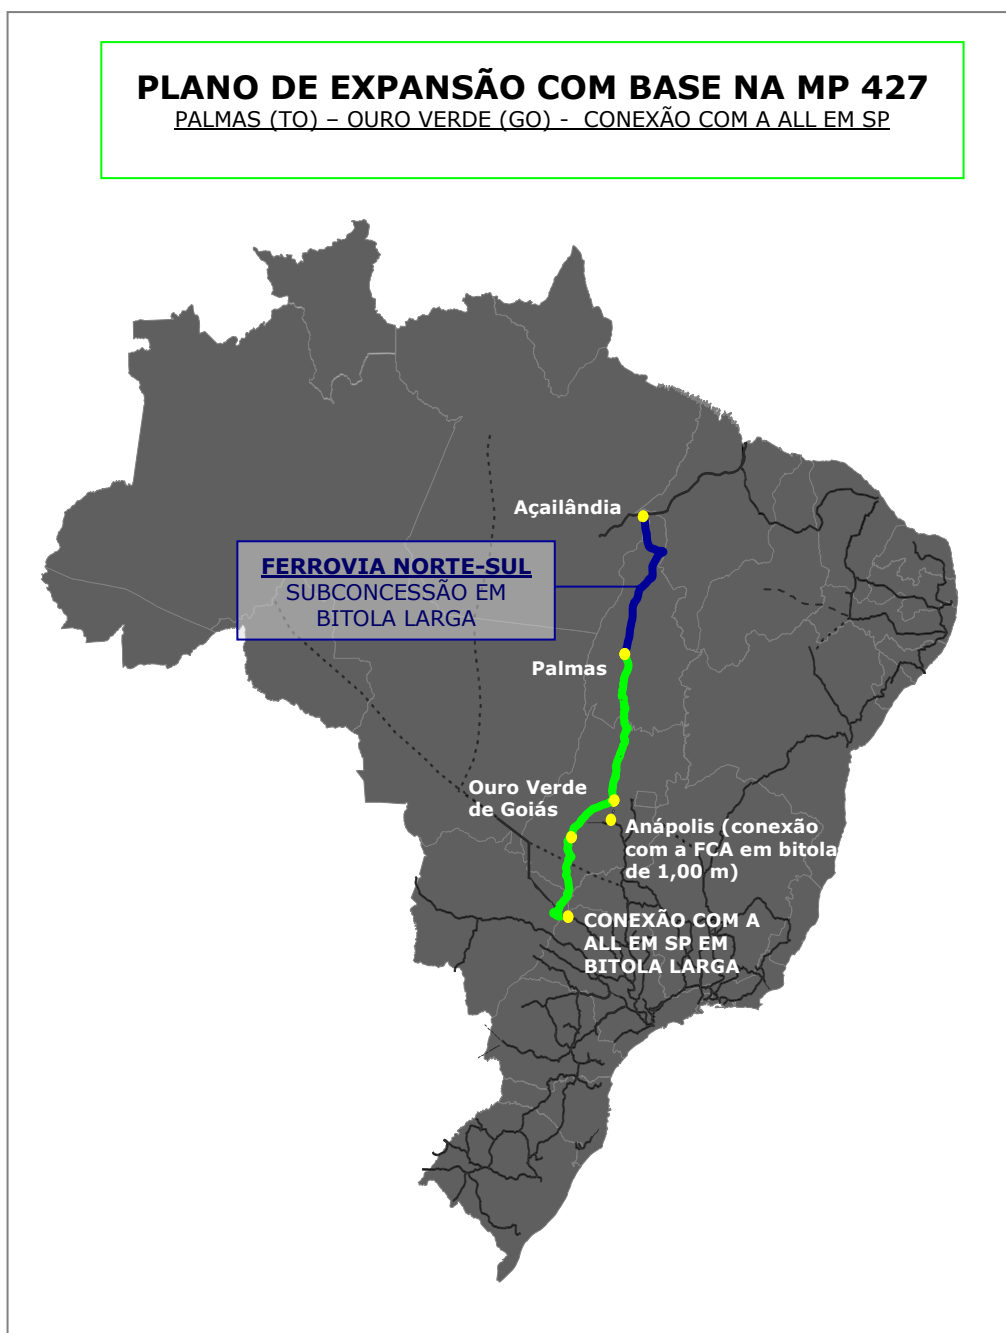 PLANO DE EXPANSÃO COM BASE NA MP 427
PALMAS (TO) – OURO VERDE (GO) - CONEXÃO COM A ALL EM SP
Açailândia
FERROVIA NORTE-SUL
SUBCONCESSÃO EM
BITOLA LARGA
Palmas
Ouro Verde
de Goiás
Anápolis (conexão
com a FCA em bitola
de 1,00 m)
CONEXÃO COM A
ALL EM SP EM
BITOLA LARGA